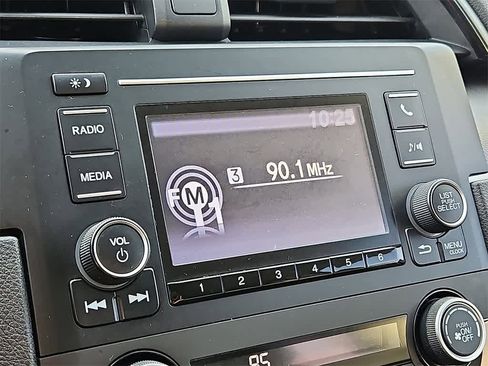 RADIO
MEDIA
VOL
10:25
FM
3 90.1 MHz
1 2 3 4 5 6
LIST
PUSH
SELECT
MENU
CLOCK
PUSH
ON/
OFF